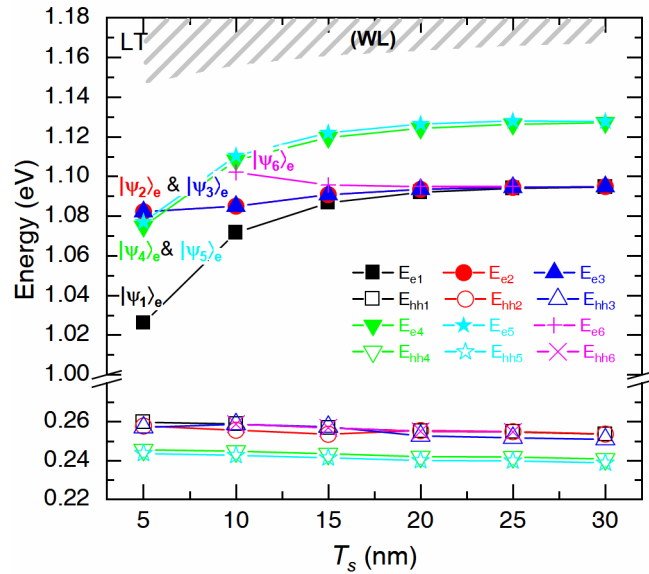 1.18
LT
(WL)
1.16
1.14
1.12
|ψ6⟩e
1.10
|ψ2⟩e & |ψ3⟩e
1.08
|ψ4⟩e & |ψ5⟩e
1.06
1.04
|ψ1⟩e
1.02
1.00
Ee1 Ee2 Ee3
Ehh1 Ehh2 Ehh3
Ee4 Ee5 Ee6
Ehh4 Ehh5 Ehh6
0.26
0.24
0.22
Energy (eV)
5 10 15 20 25 30
Ts (nm)